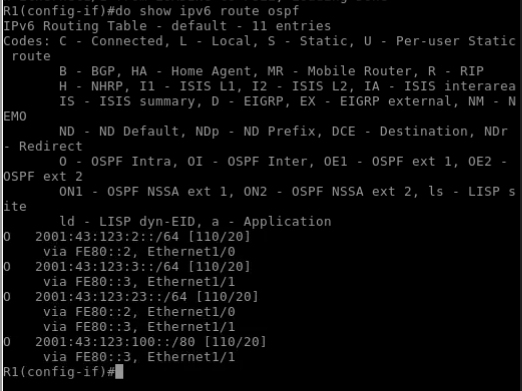 R1(config-if)#do show ipv6 route ospf
IPv6 Routing Table - default - 11 entries
Codes: C - Connected, L - Local, S - Static, U - Per-user Static
 route
       B - BGP, HA - Home Agent, MR - Mobile Router, R - RIP
       H - NHRP, I1 - ISIS L1, I2 - ISIS L2, IA - ISIS interarea
       IS - ISIS summary, D - EIGRP, EX - EIGRP external, NM - N
EMO
       ND - ND Default, NDp - ND Prefix, DCE - Destination, NDr
- Redirect
       O - OSPF Intra, OI - OSPF Inter, OE1 - OSPF ext 1, OE2 -
OSPF ext 2
       ON1 - OSPF NSSA ext 1, ON2 - OSPF NSSA ext 2, ls - LISP s
ite
       ld - LISP dyn-EID, a - Application
O   2001:43:123:2::/64 [110/20]
     via FE80::2, Ethernet1/0
O   2001:43:123:3::/64 [110/20]
     via FE80::3, Ethernet1/1
O   2001:43:123:23::/64 [110/20]
     via FE80::2, Ethernet1/0
     via FE80::3, Ethernet1/1
O   2001:43:123:100::/80 [110/20]
     via FE80::3, Ethernet1/1
R1(config-if)#